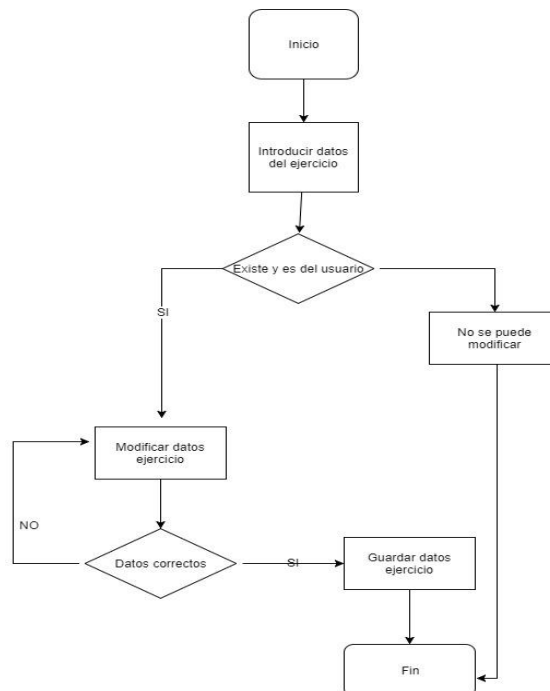 Inicio
Introducir datos
del ejercicio
Existe y es del usuario
SI
No se puede
modificar
Modificar datos
ejercicio
NO
Datos correctos
SI
Guardar datos
ejercicio
Fin